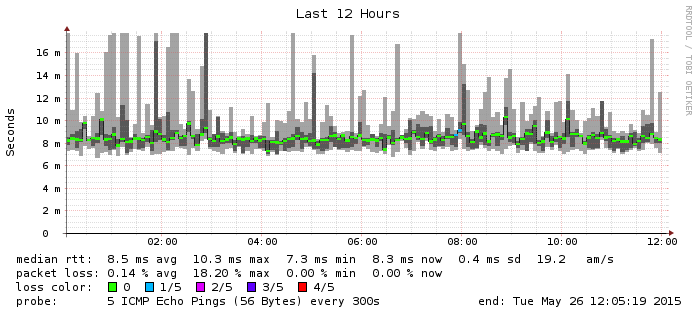 Last 12 Hours
RRDTOOL / TOBI OETIKER
Seconds
16 m
14 m
12 m
10 m
8 m
6 m
4 m
2 m
0
02:00 04:00 06:00 08:00 10:00 12:00
median rtt: 8.5 ms avg 10.3 ms max 7.3 ms min 8.3 ms now 0.4 ms sd 19.2 am/s
packet loss: 0.14 % avg 18.20 % max 0.00 % min 0.00 % now
loss color: 0 1/5 2/5 3/5 4/5
probe: 5 ICMP Echo Pings (56 Bytes) every 300s end: Tue May 26 12:05:19 2015